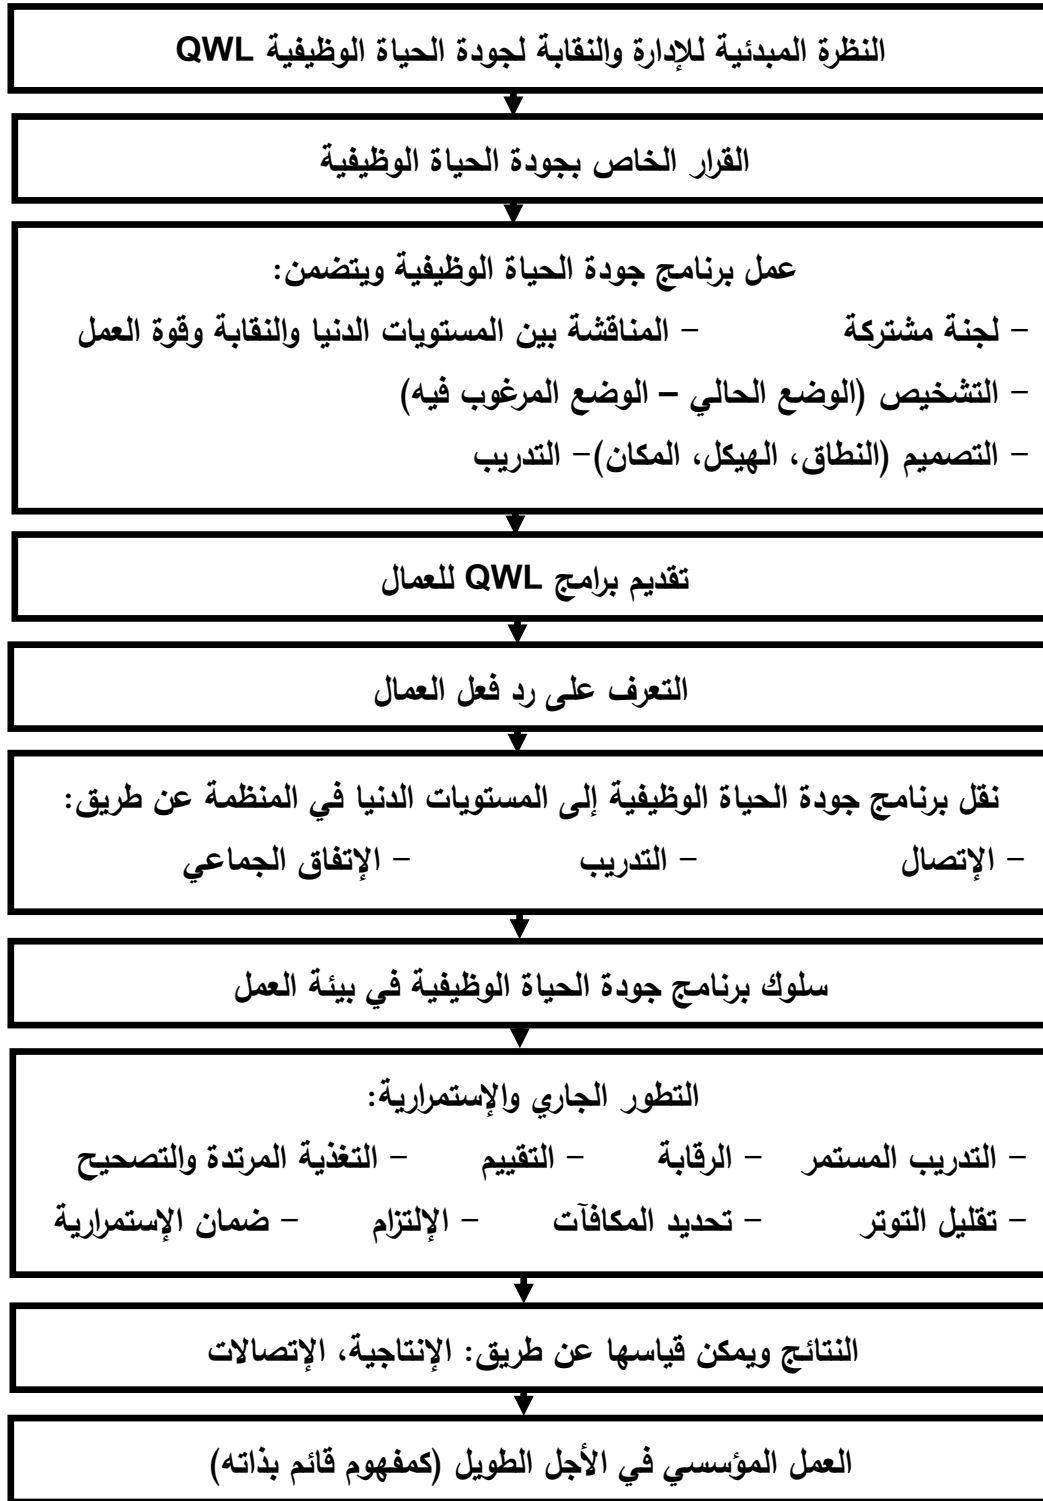 النظرة المبدئية للإدارة والنقابة لجودة الحياة الوظيفية QWL
القرار الخاص بجودة الحياة الوظيفية
عمل برنامج جودة الحياة الوظيفية ويتضمن:
- لجنة مشتركة - المناقشة بين المستويات الدنيا والنقابة وقوة العمل
- التشخيص (الوضع الحالي – الوضع المرغوب فيه)
- التصميم (النطاق، الهيكل، المكان)- التدريب
تقديم برامج QWL للعمال
التعرف على رد فعل العمال
نقل برنامج جودة الحياة الوظيفية إلى المستويات الدنيا في المنظمة عن طريق:
- الإتصال - التدريب - الإتفاق الجماعي
سلوك برنامج جودة الحياة الوظيفية في بيئة العمل
التطور الجاري والإستمرارية:
- التدريب المستمر - الرقابة - التقييم - التغذية المرتدة والتصحيح
- تقليل التوتر - تحديد المكافآت - الإلتزام - ضمان الإستمرارية
النتائج ويمكن قياسها عن طريق: الإنتاجية، الإتصالات
العمل المؤسسي في الأجل الطويل (كمفهوم قائم بذاته)